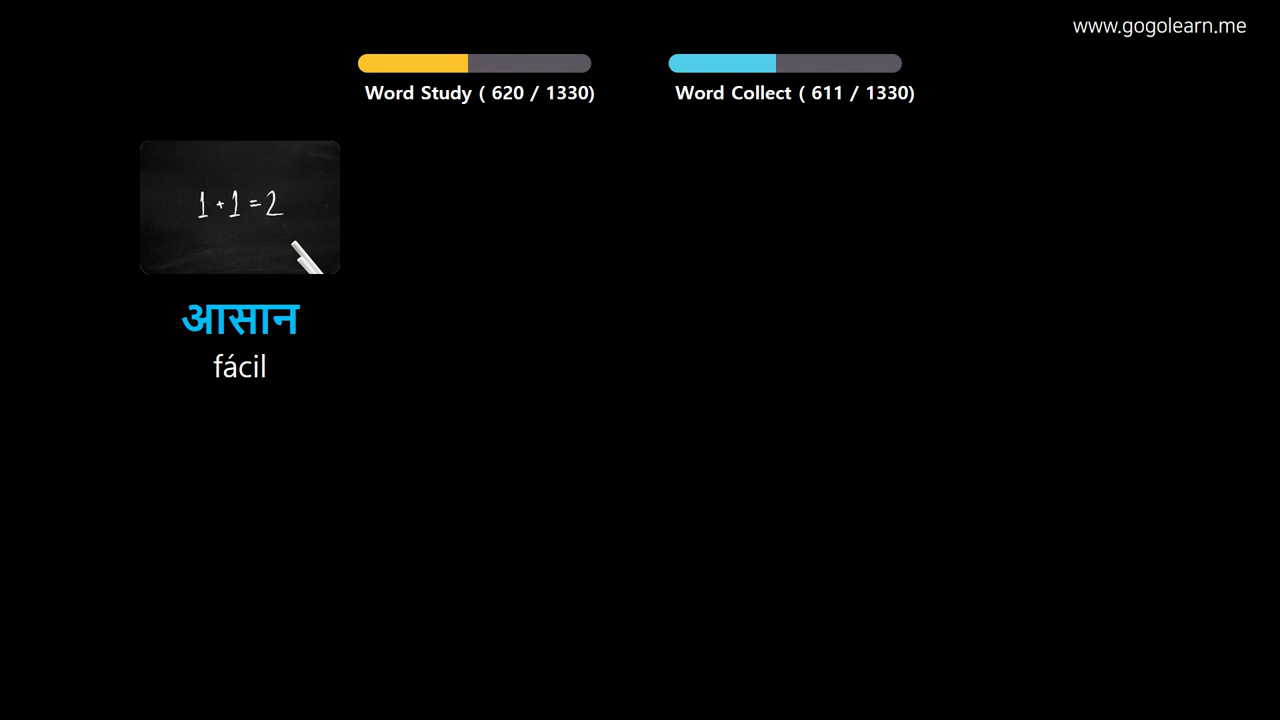 www.gogolearn.me
Word Study ( 620 / 1330)
Word Collect ( 611 / 1330)
1 + 1 = 2
आसान
fácil